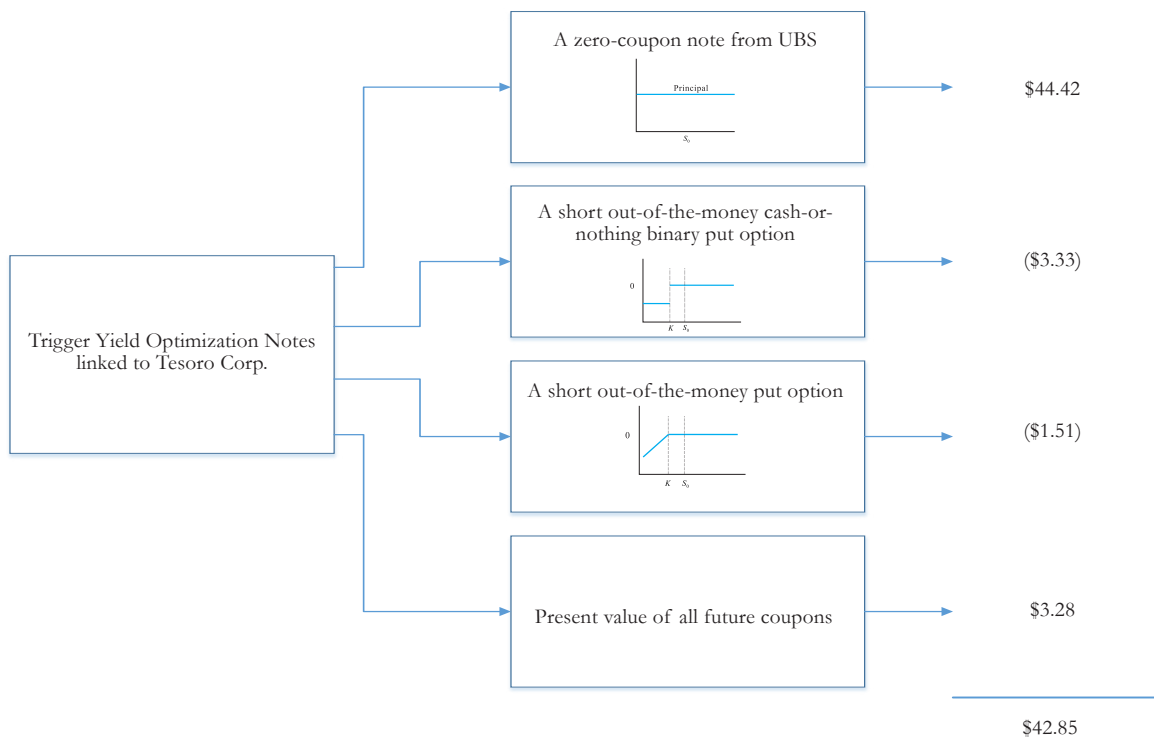 A zero-coupon note from UBS
Principal
S₀
$44.42
A short out-of-the-money cash-or-
nothing binary put option
0
K S₀
($3.33)
Trigger Yield Optimization Notes
linked to Tesoro Corp.
A short out-of-the-money put option
0
K S₀
($1.51)
Present value of all future coupons
$3.28
$42.85